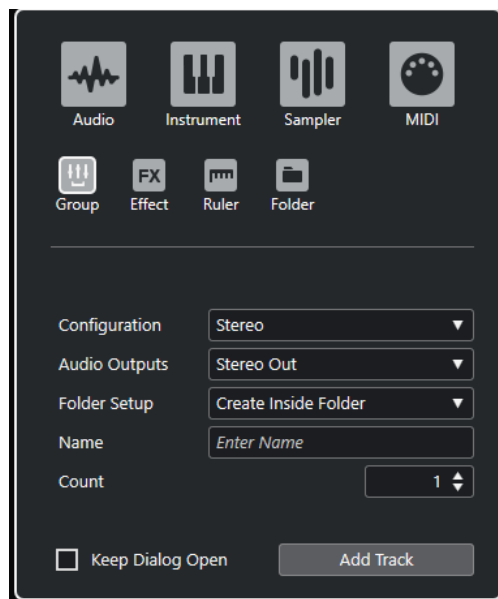 Audio Instrument Sampler MIDI
FX
Group Effect Ruler Folder
Configuration Stereo
Audio Outputs Stereo Out
Folder Setup Create Inside Folder
Name Enter Name
Count 1
Keep Dialog Open Add Track